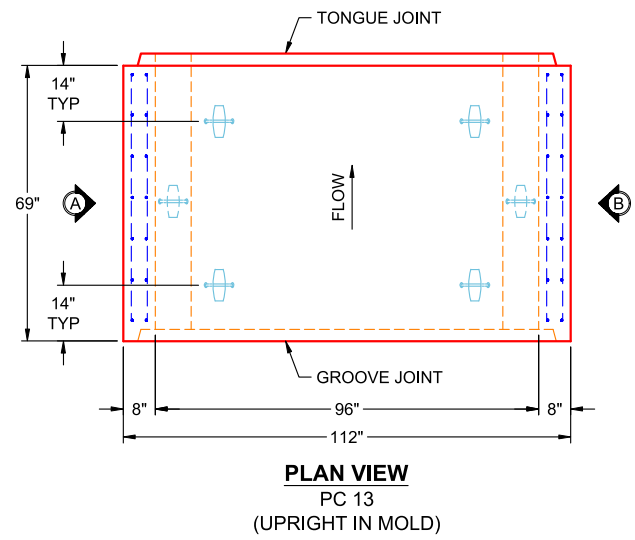 TONGUE JOINT
14"
TYP
69"
A
FLOW
B
14"
TYP
GROOVE JOINT
8"
96"
8"
112"
PLAN VIEW
PC 13
(UPRIGHT IN MOLD)